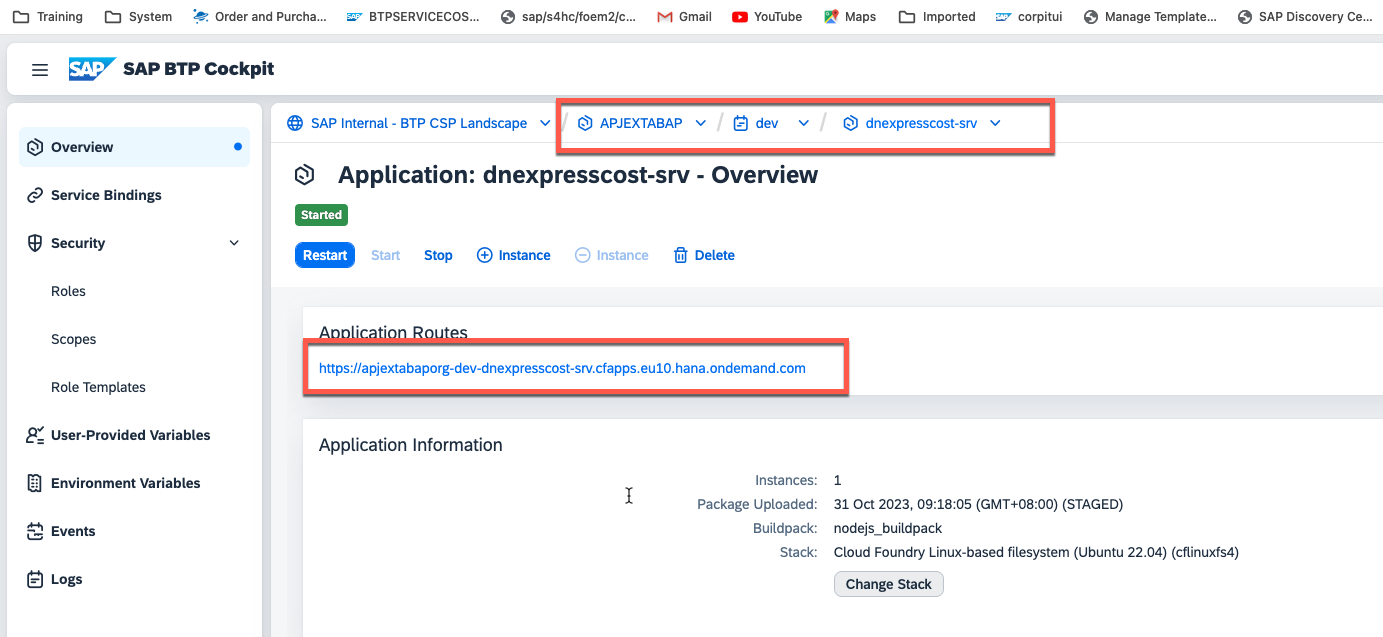 Training System Order and Purcha... BTPSERVICECOS... sap/s4hc/foem2/c... Gmail YouTube Maps Imported corpitui Manage Template... SAP Discovery Ce...
SAP SAP BTP Cockpit
SAP Internal - BTP CSP Landscape / APJEXTABAP / dev / dnexpresscost-srv
Overview
Service Bindings
Security
Roles
Scopes
Role Templates
User-Provided Variables
Environment Variables
Events
Logs
Application: dnexpresscost-srv - Overview
Started
Restart Start Stop Instance Instance Delete
Application Routes
https://apjextabaporg-dev-dnexpresscost-srv.cfapps.eu10.hana.ondemand.com
Application Information
Instances: 1
Package Uploaded: 31 Oct 2023, 09:18:05 (GMT+08:00) (STAGED)
Buildpack: nodejs_buildpack
Stack: Cloud Foundry Linux-based filesystem (Ubuntu 22.04) (cflinuxfs4)
Change Stack